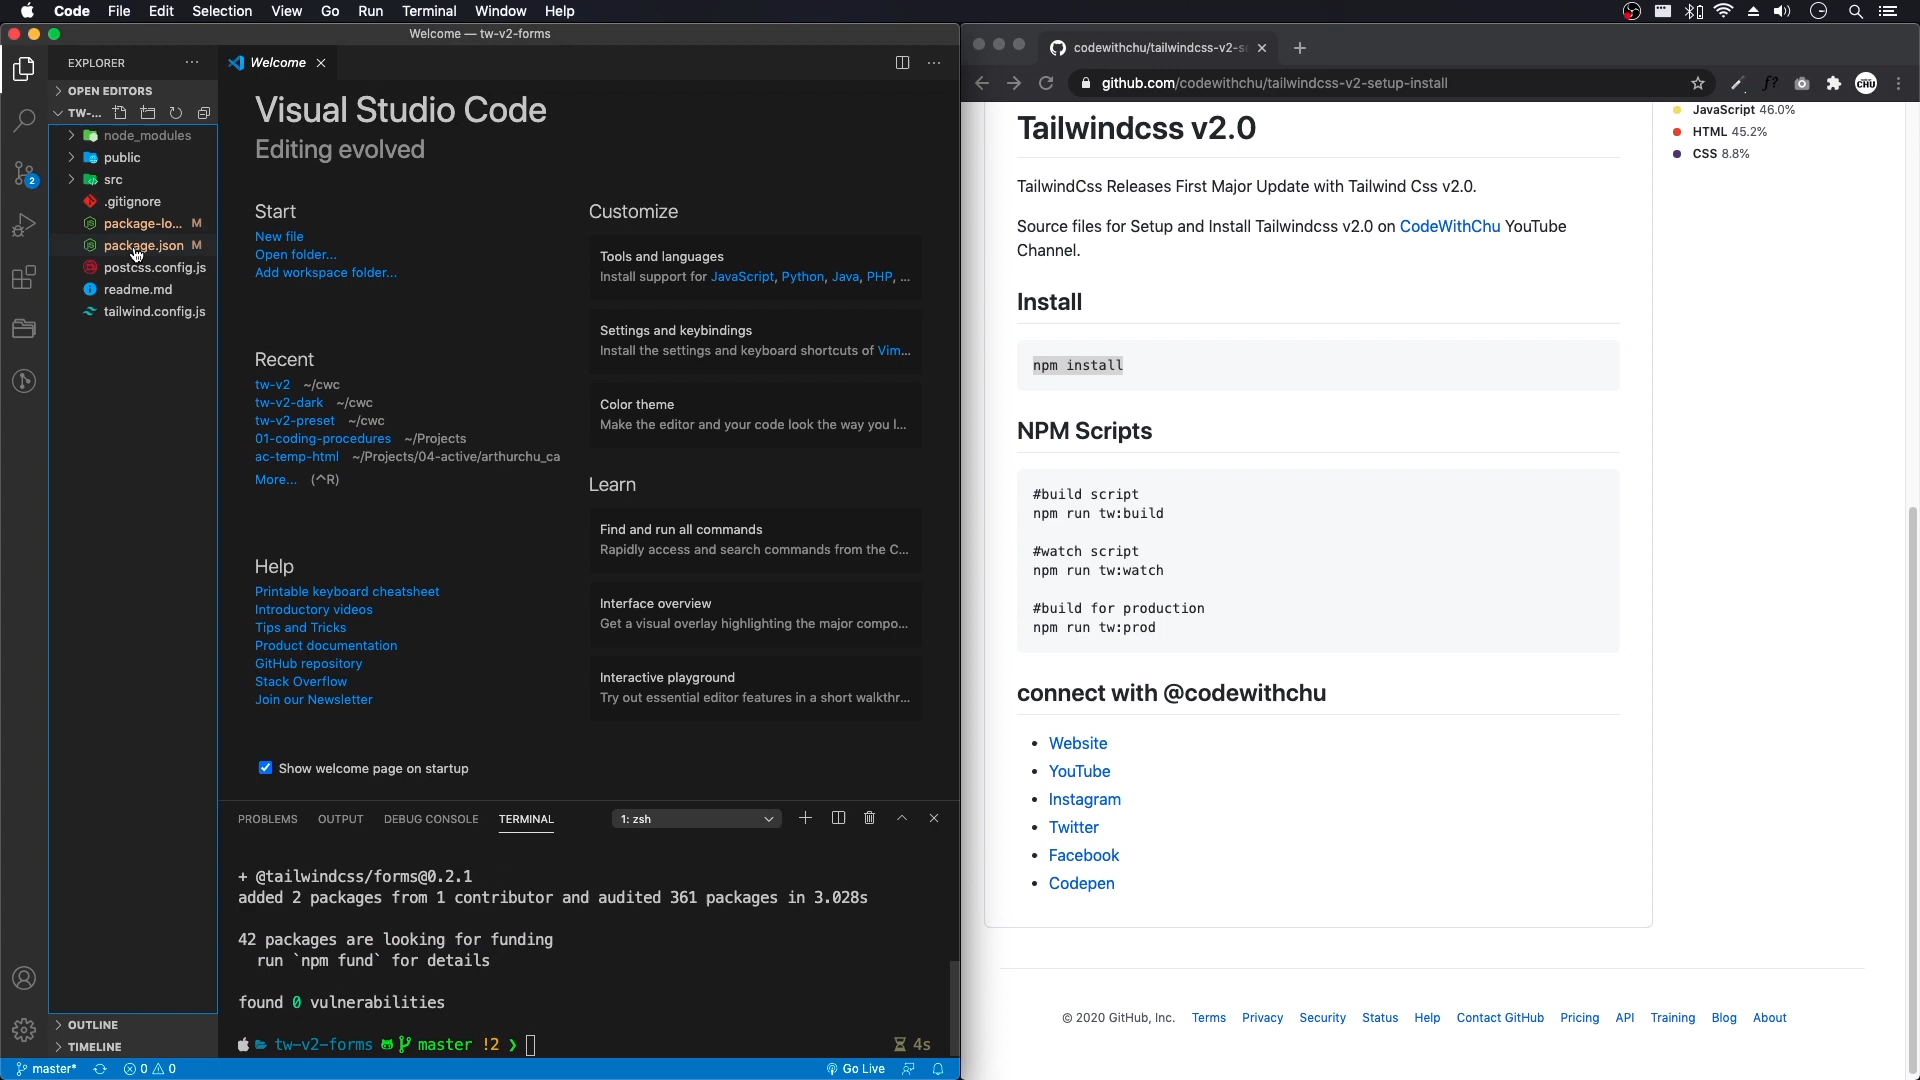 Code File Edit Selection View Go Run Terminal Window Help
Welcome — tw-v2-forms
EXPLORER
Welcome
OPEN EDITORS
TW-...
node_modules
public
src
.gitignore
package-lo... M
package.json M
postcss.config.js
readme.md
tailwind.config.js
OUTLINE
TIMELINE
2
Visual Studio Code
Editing evolved
Start
New file
Open folder...
Add workspace folder...
Recent
tw-v2 ~/cwc
tw-v2-dark ~/cwc
tw-v2-preset ~/cwc
01-coding-procedures ~/Projects
ac-temp-html ~/Projects/04-active/arthurchu_ca
More... (^R)
Help
Printable keyboard cheatsheet
Introductory videos
Tips and Tricks
Product documentation
GitHub repository
Stack Overflow
Join our Newsletter
Show welcome page on startup
Customize
Tools and languages
Install support for JavaScript, Python, Java, PHP, ...
Settings and keybindings
Install the settings and keyboard shortcuts of Vim...
Color theme
Make the editor and your code look the way you l...
Learn
Find and run all commands
Rapidly access and search commands from the C...
Interface overview
Get a visual overlay highlighting the major compo...
Interactive playground
Try out essential editor features in a short walkthr...
PROBLEMS OUTPUT DEBUG CONSOLE TERMINAL 1: zsh
+ @tailwindcss/forms@0.2.1
added 2 packages from 1 contributor and audited 361 packages in 3.028s
42 packages are looking for funding
run `npm fund` for details
found 0 vulnerabilities
tw-v2-forms master !2 ❯ 4s
master* 0 0 Go Live
codewithchu/tailwindcss-v2-s
github.com/codewithchu/tailwindcss-v2-setup-install
f?
CHU
Tailwindcss v2.0
TailwindCss Releases First Major Update with Tailwind Css v2.0.
Source files for Setup and Install Tailwindcss v2.0 on CodeWithChu YouTube
Channel.
Install
npm install
NPM Scripts
#build script
npm run tw:build
#watch script
npm run tw:watch
#build for production
npm run tw:prod
connect with @codewithchu
Website
YouTube
Instagram
Twitter
Facebook
Codepen
JavaScript 46.0%
HTML 45.2%
CSS 8.8%
© 2020 GitHub, Inc. Terms Privacy Security Status Help Contact GitHub Pricing API Training Blog About